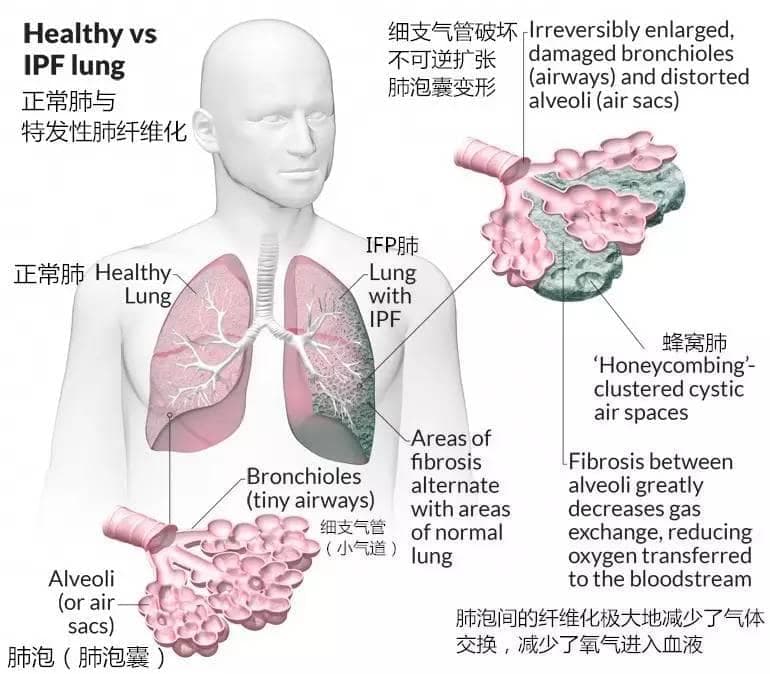 Healthy vs
IPF lung
正常肺与
特发性肺纤维化
细支气管破坏
不可逆扩张
肺泡囊变形
Irreversibly enlarged,
damaged bronchioles
(airways) and distorted
alveoli (air sacs)
正常肺
Healthy
Lung
IFP肺
Lung
with
IPF
蜂窝肺
‘Honeycombing’-
clustered cystic
air spaces
Areas of
fibrosis
alternate
with areas
of normal
lung
Fibrosis between
alveoli greatly
decreases gas
exchange, reducing
oxygen transferred
to the bloodstream
肺泡间的纤维化极大地减少了气体
交换，减少了氧气进入血液
Bronchioles
(tiny airways)
细支气管
（小气道）
Alveoli
(or air
sacs)
肺泡（肺泡囊）